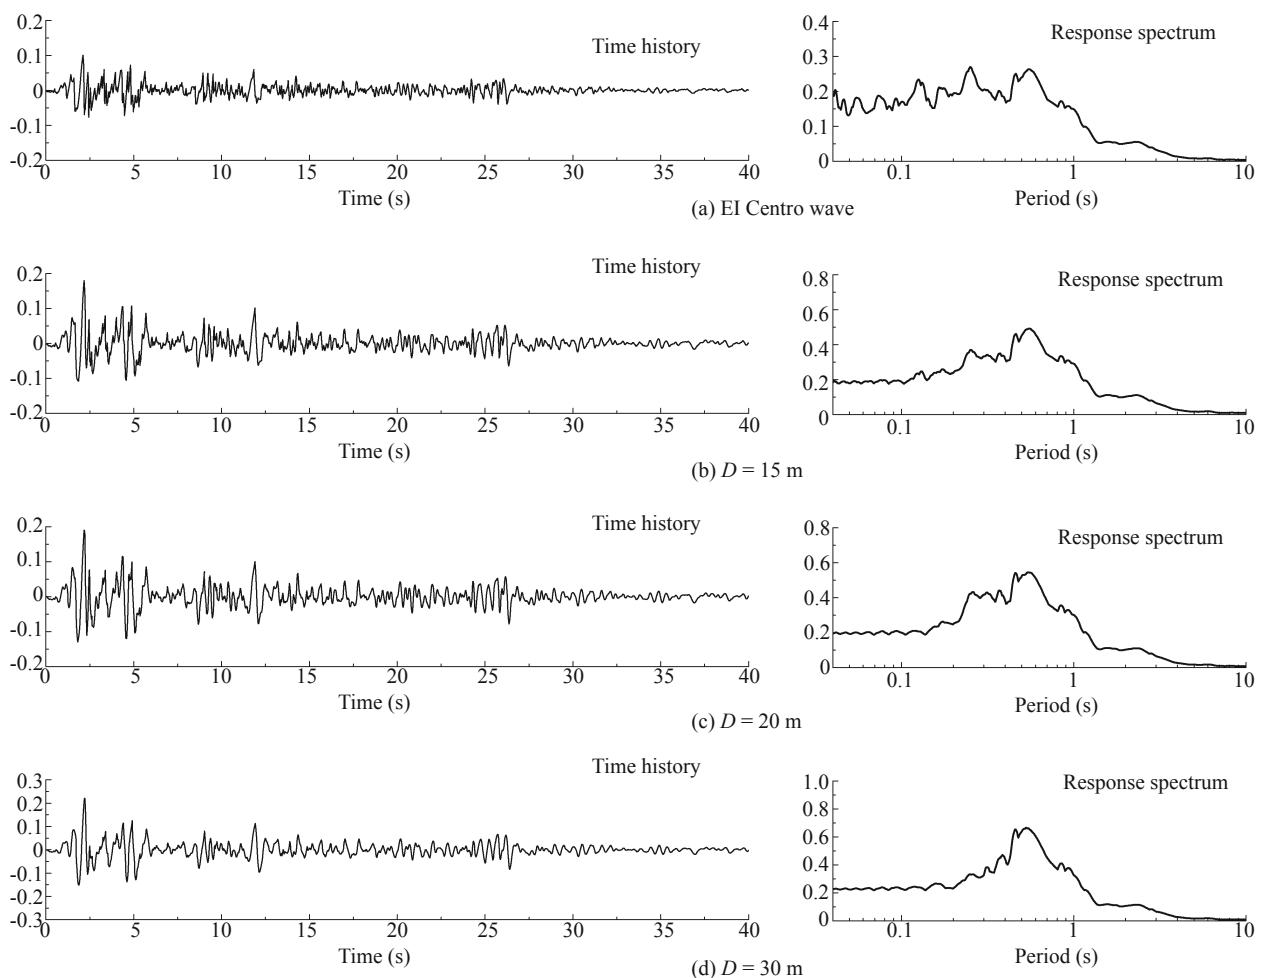 0.2
0.1
0
-0.1
-0.2
0 5 10 15 20 25 30 35 40
Time (s)
Time history
0.4
0.3
0.2
0.1
0
0.1 1 10
Period (s)
Response spectrum
(a) EI Centro wave
0.2
0.1
0
-0.1
-0.2
0 5 10 15 20 25 30 35 40
Time (s)
Time history
0.8
0.6
0.4
0.2
0
0.1 1 10
Period (s)
Response spectrum
(b) D = 15 m
0.2
0.1
0
-0.1
-0.2
0 5 10 15 20 25 30 35 40
Time (s)
Time history
0.8
0.6
0.4
0.2
0
0.1 1 10
Period (s)
Response spectrum
(c) D = 20 m
0.3
0.2
0.1
0
-0.1
-0.2
-0.3
0 5 10 15 20 25 30 35 40
Time (s)
Time history
1.0
0.8
0.6
0.4
0.2
0
0.1 1 10
Period (s)
Response spectrum
(d) D = 30 m